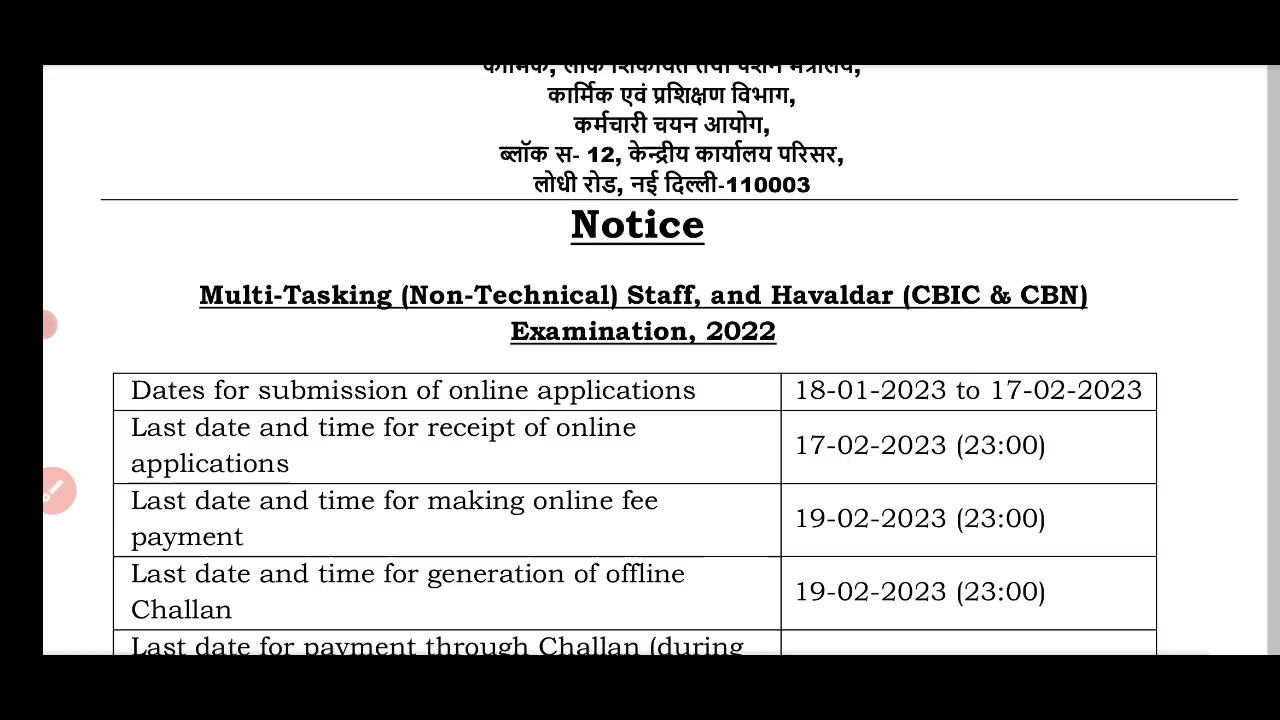 कार्मिक, लोक शिकायत तथा पेंशन मंत्रालय,
कार्मिक एवं प्रशिक्षण विभाग,
कर्मचारी चयन आयोग,
ब्लॉक स- 12, केन्द्रीय कार्यालय परिसर,
लोधी रोड, नई दिल्ली-110003
Notice
Multi-Tasking (Non-Technical) Staff, and Havaldar (CBIC & CBN)
Examination, 2022
Dates for submission of online applications 18-01-2023 to 17-02-2023
Last date and time for receipt of online
applications
17-02-2023 (23:00)
Last date and time for making online fee
payment
19-02-2023 (23:00)
Last date and time for generation of offline
Challan
19-02-2023 (23:00)
Last date for payment through Challan (during